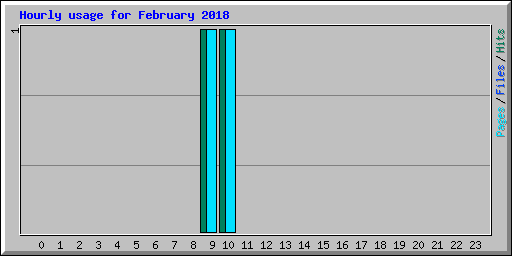 Hourly usage for February 2018
1
Pages/Files/Hits
0 1 2 3 4 5 6 7 8 9 10 11 12 13 14 15 16 17 18 19 20 21 22 23